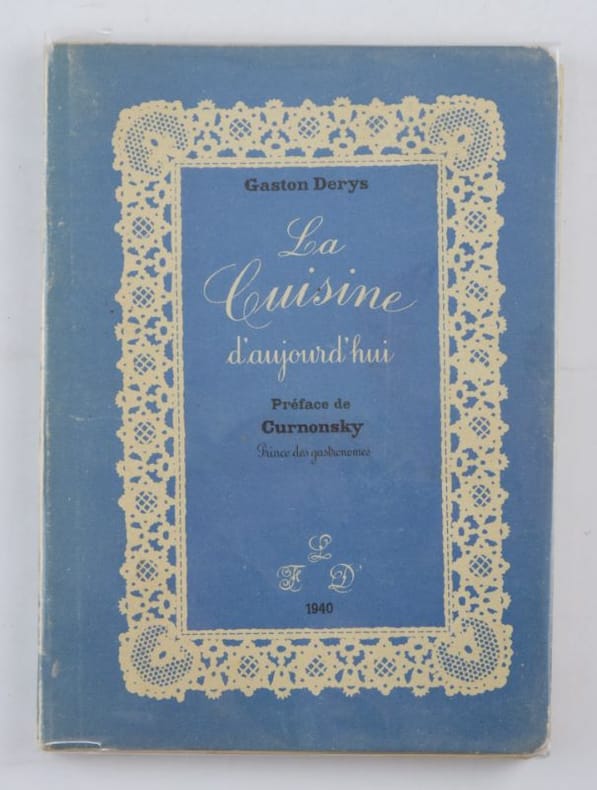 Gaston Derys
La
Cuisine
d'aujourd'hui
Préface de
Curnonsky
Prince des gastronomes
L
F D
1940